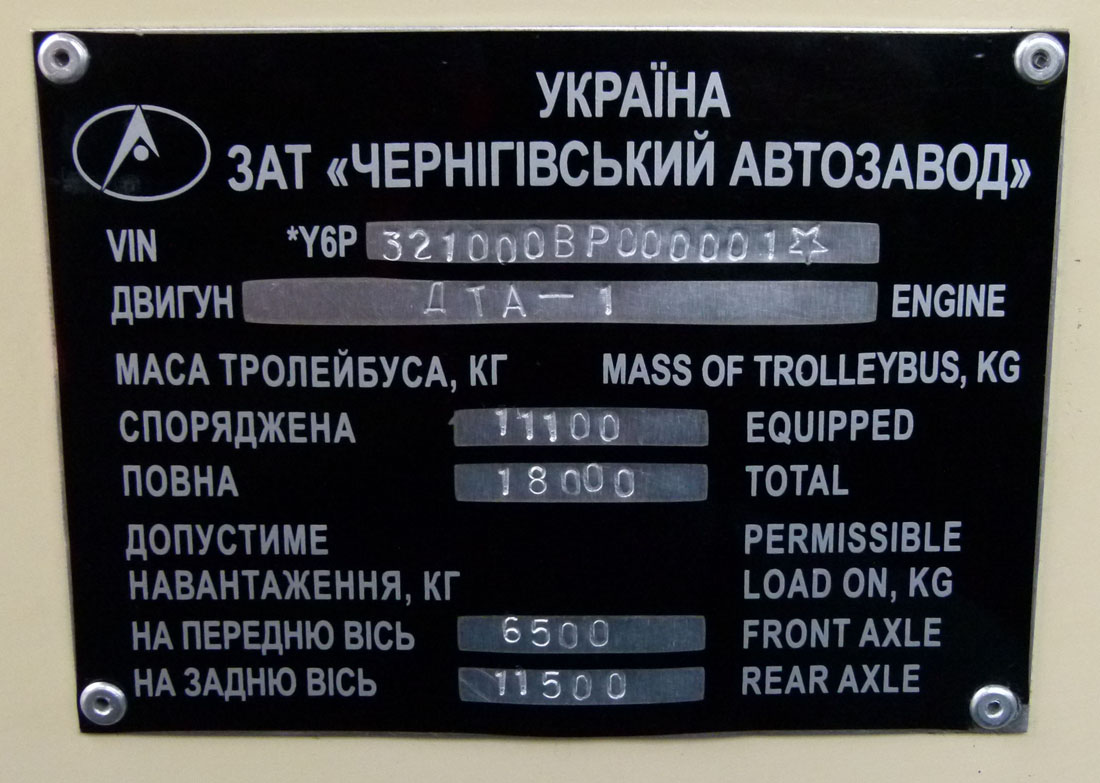 УКРАЇНА
ЗАТ «ЧЕРНІГІВСЬКИЙ АВТОЗАВОД»
VIN *Y6P 321000BP000001☆
ДВИГУН ДТА-1 ENGINE
МАСА ТРОЛЕЙБУСА, КГ MASS OF TROLLEYBUS, KG
СПОРЯДЖЕНА 11100 EQUIPPED
ПОВНА 18000 TOTAL
ДОПУСТИМЕ PERMISSIBLE
НАВАНТАЖЕННЯ, КГ LOAD ON, KG
НА ПЕРЕДНЮ ВІСЬ 6500 FRONT AXLE
НА ЗАДНЮ ВІСЬ 11500 REAR AXLE